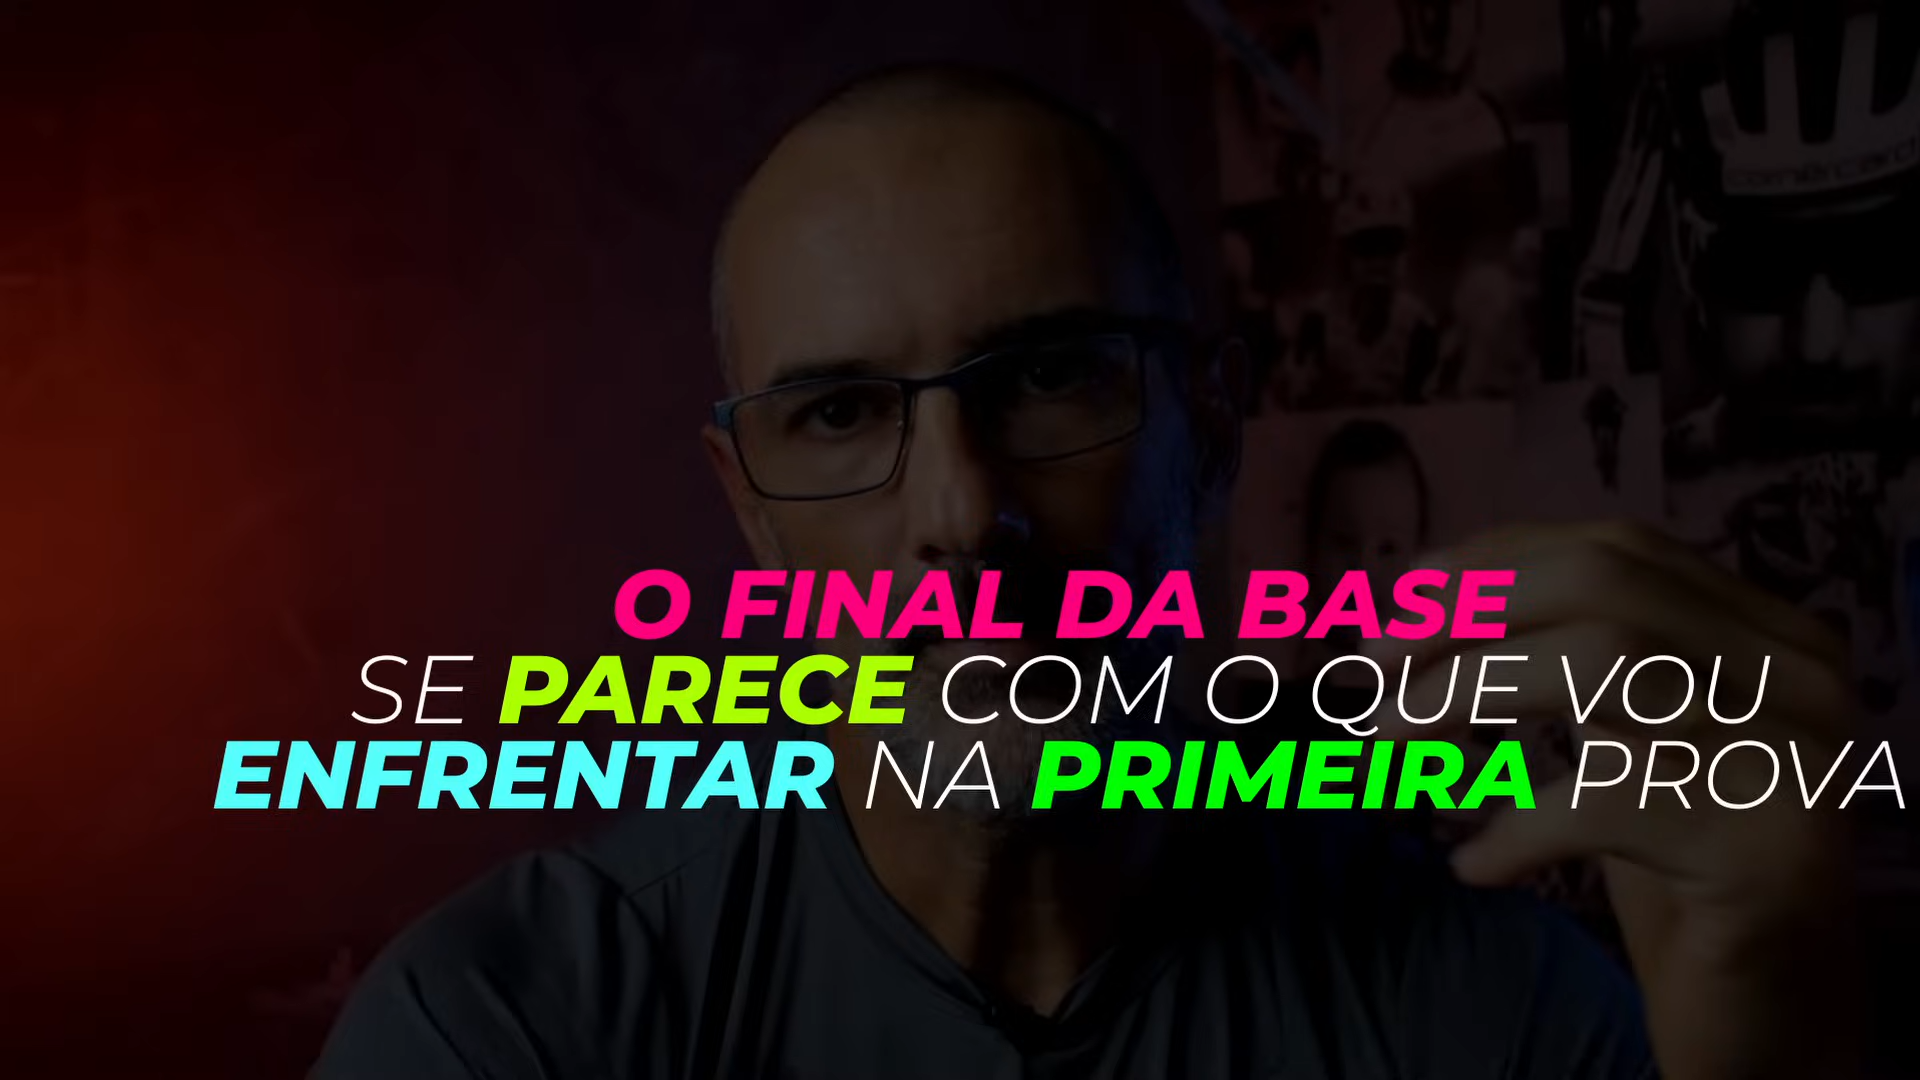 O FINAL DA BASE
SE PARECE COM O QUE VOU
ENFRENTAR NA PRIMEIRA PROVA